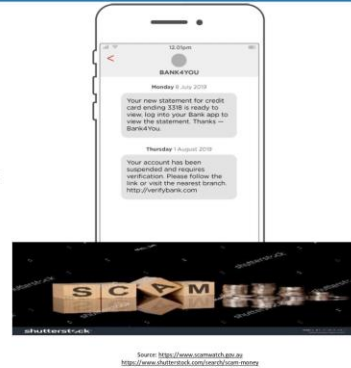 12.01pm
<
BANK4YOU
Monday 8 July 2019
Your new statement for credit
card ending 3318 is ready to
view, log into your Bank app to
view the statement. Thanks --
Bank4You.
Thursday 1 August 2019
Your account has been
suspended and requires
verification. Please follow the
link or visit the nearest branch.
http://verifybank.com
SCAM
shutterstock
Source: https://www.scamwatch.gov.au
https://www.shutterstock.com/search/scam-money